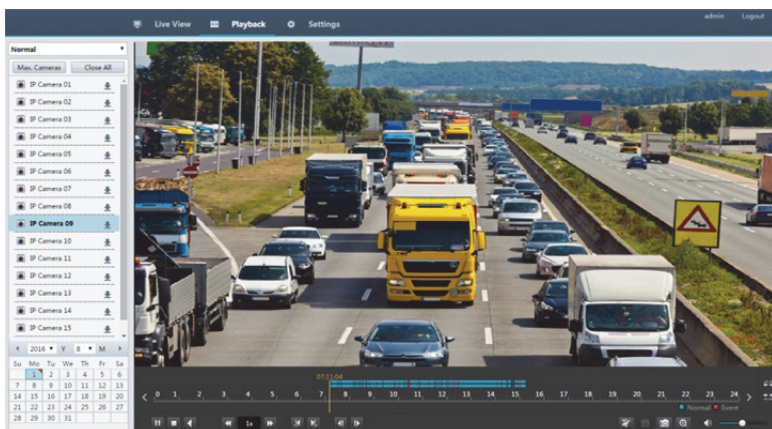 Live View Playback Settings admin Logout
Normal
Max. Cameras Close All
IP Camera 01
IP Camera 02
IP Camera 03
IP Camera 04
IP Camera 05
IP Camera 06
IP Camera 07
IP Camera 08
IP Camera 09
IP Camera 10
IP Camera 11
IP Camera 12
IP Camera 13
IP Camera 14
IP Camera 15
2016 Y 8 M
Su Mo Tu We Th Fr Sa
1 2 3 4 5 6
7 8 9 10 11 12 13
14 15 16 17 18 19 20
21 22 23 24 25 26 27
28 29 30 31
07:11:04
0 1 2 3 4 5 6 7 8 9 10 11 12 13 14 15 16 17 18 19 20 21 22 23 24
Normal Event
1x